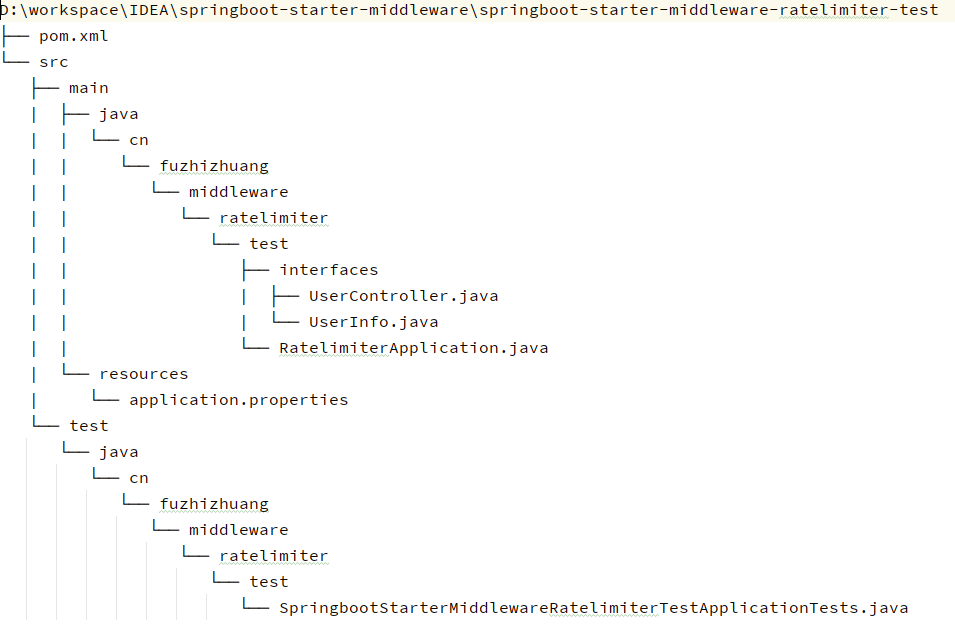 D:\workspace\IDEA\springboot-starter-middleware\springboot-starter-middleware-ratelimiter-test
├── pom.xml
└── src
   ├── main
   |  ├── java
   |  |  └── cn
   |  |     └── fuzhizhuang
   |  |        └── middleware
   |  |           └── ratelimiter
   |  |              └── test
   |  |                 ├── interfaces
   |  |                 |  ├── UserController.java
   |  |                 |  └── UserInfo.java
   |  |                 └── RatelimiterApplication.java
   |  └── resources
   |     └── application.properties
   └── test
      └── java
         └── cn
            └── fuzhizhuang
               └── middleware
                  └── ratelimiter
                     └── test
                        └── SpringbootStarterMiddlewareRatelimiterTestApplicationTests.java